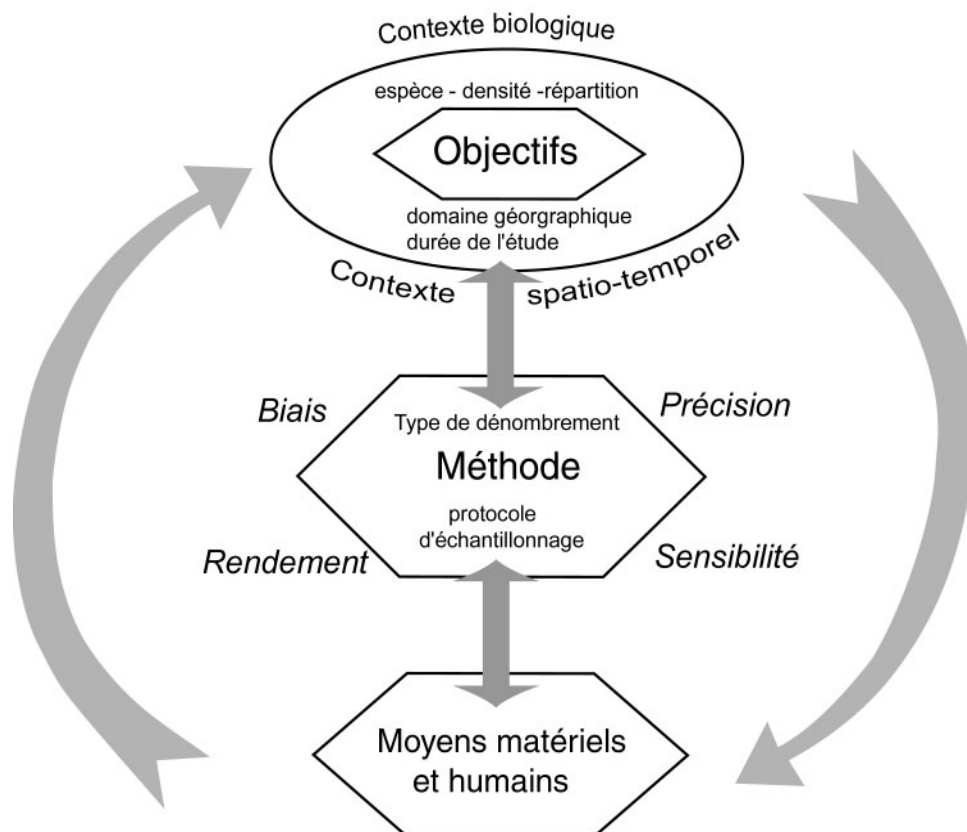 Contexte biologique
espèce - densité -répartition
Objectifs
domaine géorgraphique
durée de l'étude
Contexte spatio-temporel
Biais
Précision
Type de dénombrement
Méthode
protocole
d'échantillonnage
Rendement
Sensibilité
Moyens matériels
et humains